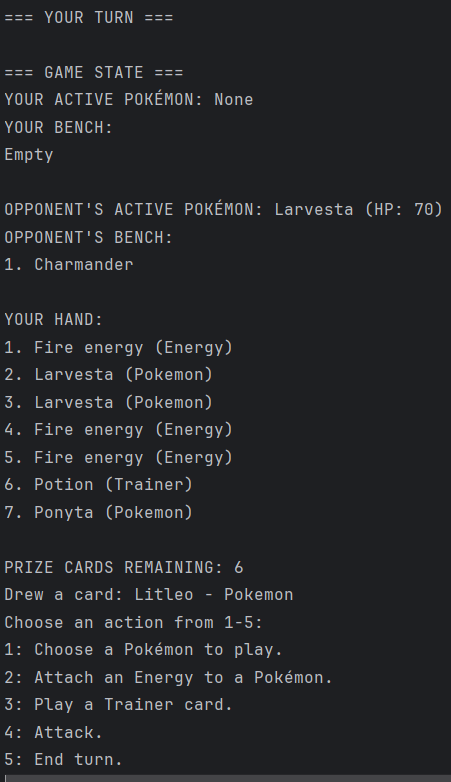 === YOUR TURN ===
=== GAME STATE ===
YOUR ACTIVE POKÉMON: None
YOUR BENCH:
Empty
OPPONENT'S ACTIVE POKÉMON: Larvesta (HP: 70)
OPPONENT'S BENCH:
1. Charmander
YOUR HAND:
1. Fire energy (Energy)
2. Larvesta (Pokemon)
3. Larvesta (Pokemon)
4. Fire energy (Energy)
5. Fire energy (Energy)
6. Potion (Trainer)
7. Ponyta (Pokemon)
PRIZE CARDS REMAINING: 6
Drew a card: Litleo - Pokemon
Choose an action from 1-5:
1: Choose a Pokémon to play.
2: Attach an Energy to a Pokémon.
3: Play a Trainer card.
4: Attack.
5: End turn.